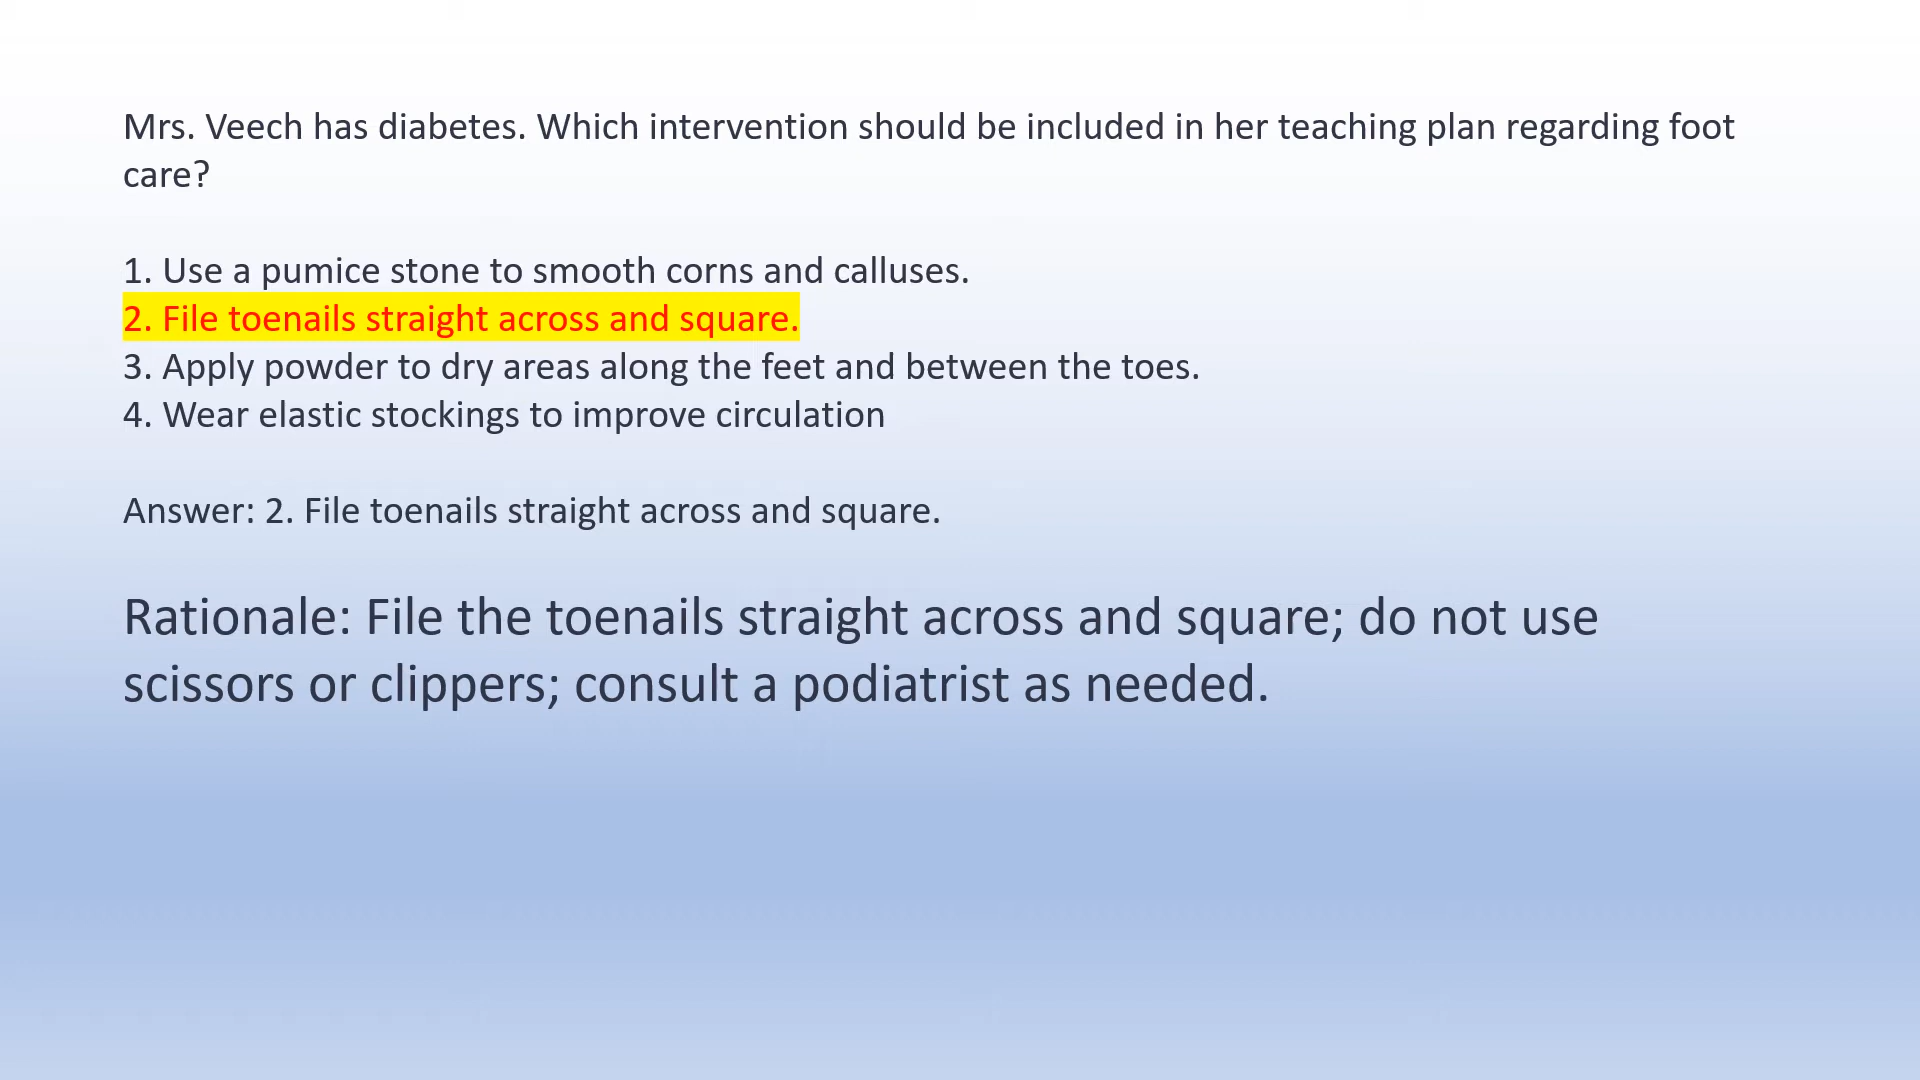 Mrs. Veech has diabetes. Which intervention should be included in her teaching plan regarding foot
care?
1. Use a pumice stone to smooth corns and calluses.
2. File toenails straight across and square.
3. Apply powder to dry areas along the feet and between the toes.
4. Wear elastic stockings to improve circulation
Answer: 2. File toenails straight across and square.
Rationale: File the toenails straight across and square; do not use
scissors or clippers; consult a podiatrist as needed.